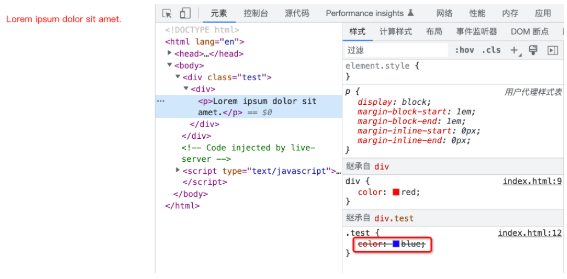 Lorem ipsum dolor sit amet.
元素 控制台 源代码 Performance insights 网络 性能 内存 应用
<!DOCTYPE html>
<html lang="en">
<head>…</head>
<body>
<div class="test">
<div>
<p>Lorem ipsum dolor sit
amet.</p> == $0
</div>
</div>
<!-- Code injected by live-
server -->
<script type="text/javascript">…
</script>
</body>
</html>
样式 计算样式 布局 事件监听器 DOM 断点
过滤 :hov .cls
element.style {
}
p { 用户代理样式表
display: block;
margin-block-start: 1em;
margin-block-end: 1em;
margin-inline-start: 0px;
margin-inline-end: 0px;
}
继承自 div
div { index.html:9
color: red;
}
继承自 div.test
.test { index.html:12
color: blue;
}